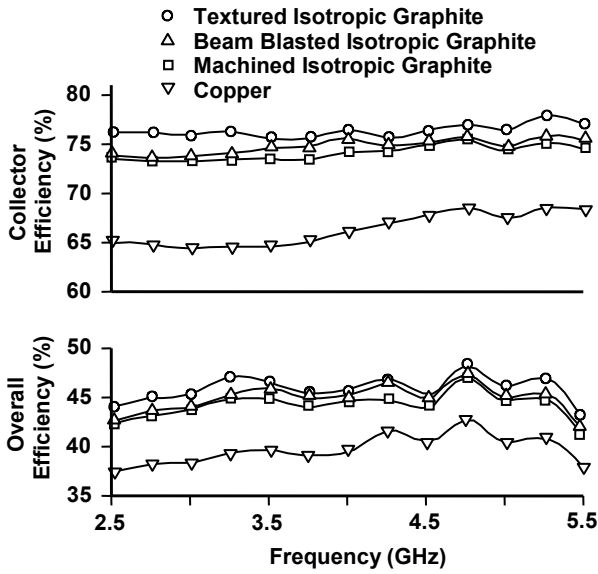 Textured Isotropic Graphite
Beam Blasted Isotropic Graphite
Machined Isotropic Graphite
Copper
80
75
70
65
60
Collector
Efficiency (%)
50
45
40
35
Overall
Efficiency (%)
2.5 3.5 4.5 5.5
Frequency (GHz)